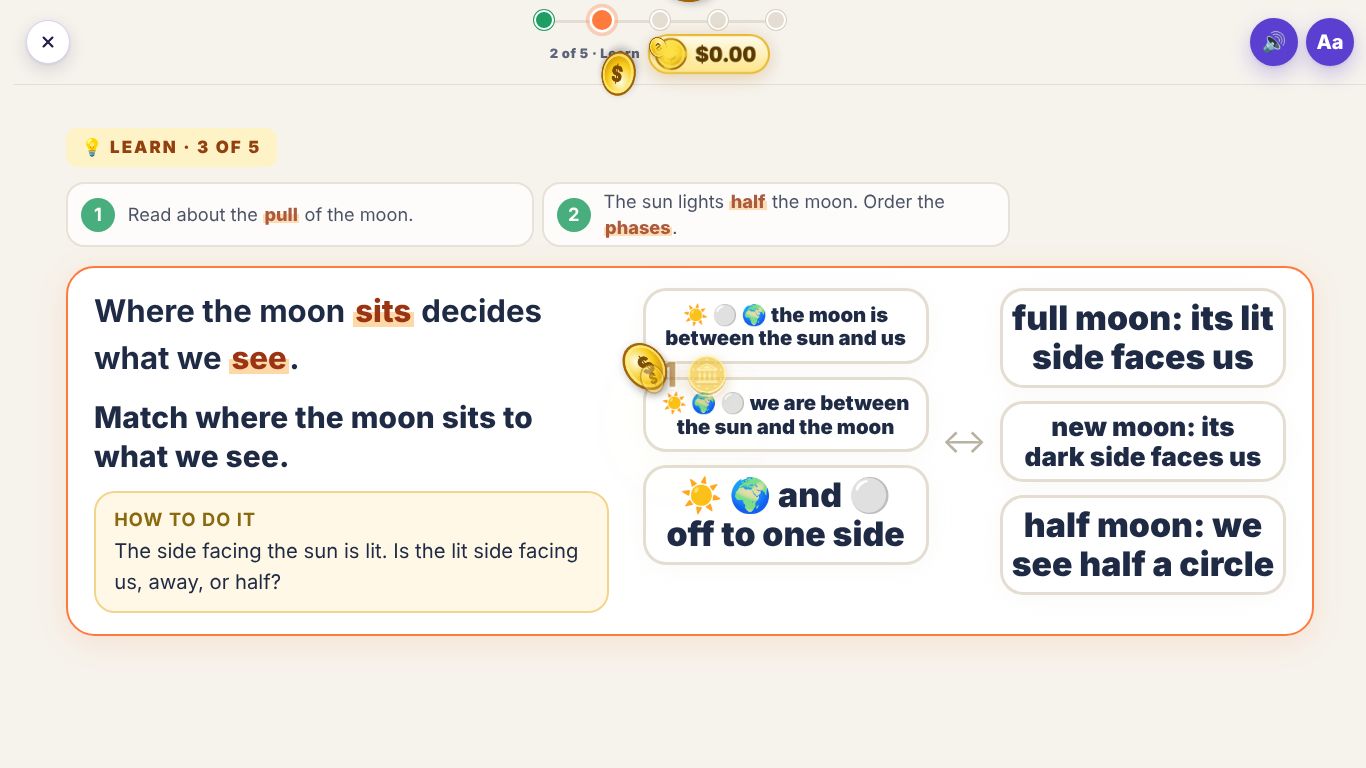 2 of 5 · Learn
$0.00
Aa
LEARN · 3 OF 5
1
Read about the pull of the moon.
2
The sun lights half the moon. Order the
phases.
Where the moon sits decides
what we see.
Match where the moon sits to
what we see.
HOW TO DO IT
The side facing the sun is lit. Is the lit side facing
us, away, or half?
☀️ ⚪ 🌍 the moon is
between the sun and us
☀️ 🌍 ⚪ we are between
the sun and the moon
☀️ 🌍 and ⚪
off to one side
↔
full moon: its lit
side faces us
new moon: its
dark side faces us
half moon: we
see half a circle